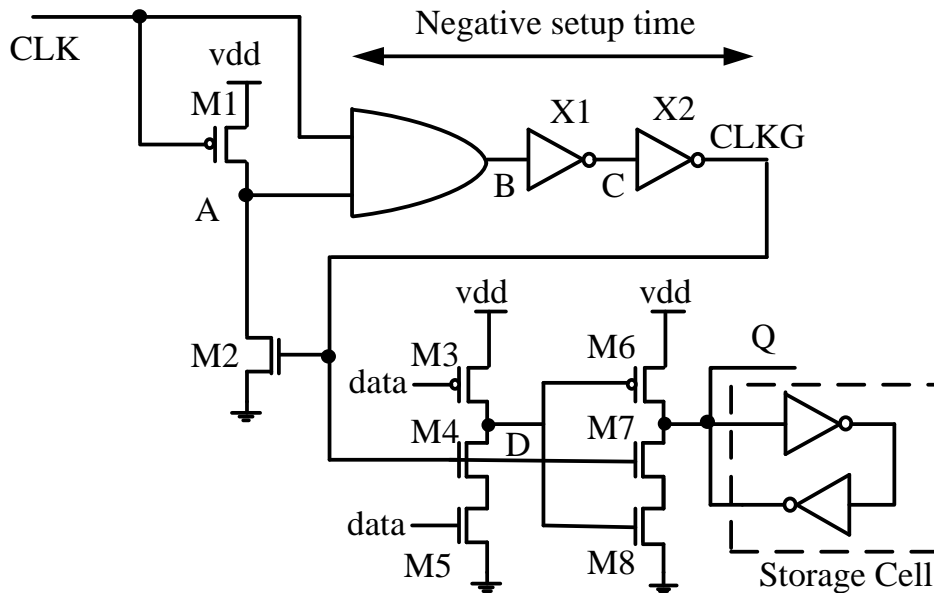 Negative setup time
CLK
vdd
M1
X1
X2
CLKG
B
C
A
vdd
vdd
M2
M3
M6
Q
data
M4
D
M7
data
M5
M8
Storage Cell